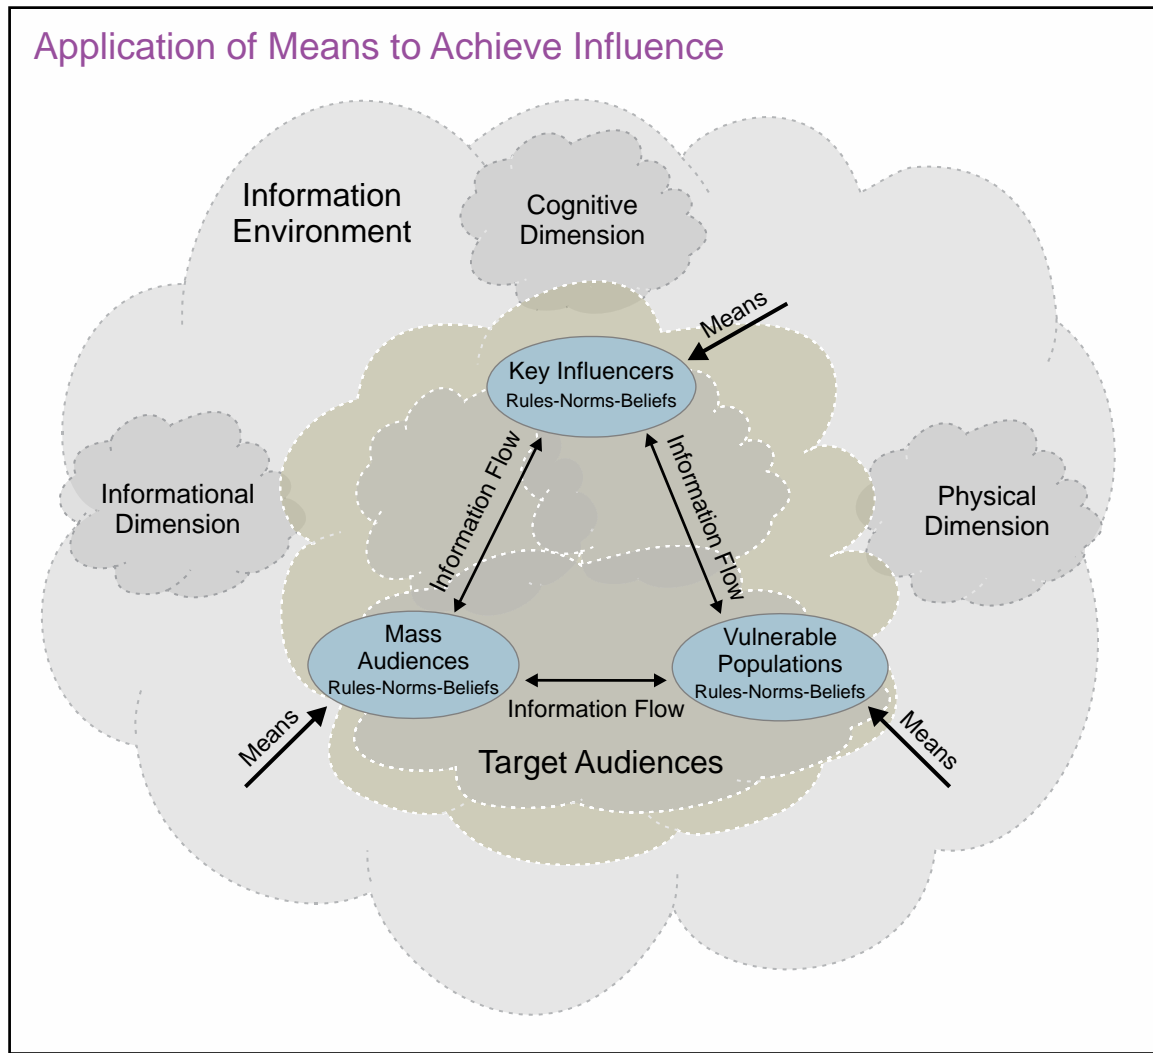 Application of Means to Achieve Influence
Information
Environment
Cognitive
Dimension
Means
Key Influencers
Rules-Norms-Beliefs
Information Flow
Information Flow
Informational
Dimension
Physical
Dimension
Mass
Audiences
Rules-Norms-Beliefs
Vulnerable
Populations
Rules-Norms-Beliefs
Information Flow
Means
Means
Target Audiences